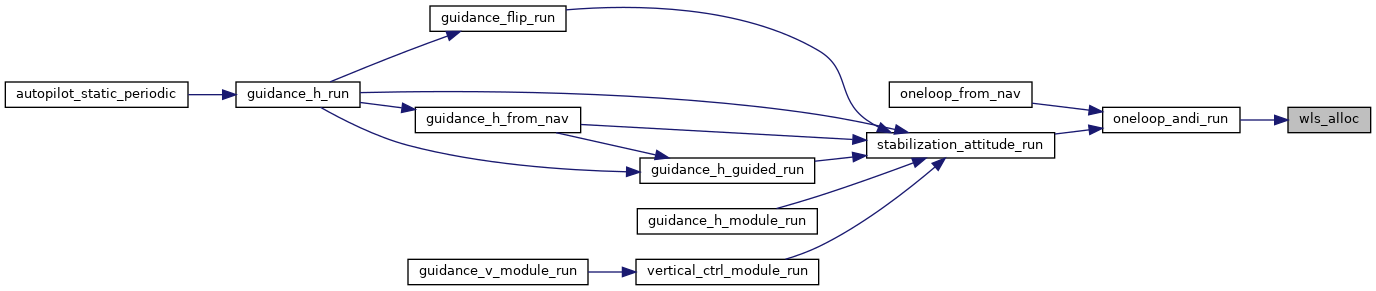 guidance_flip_run
autopilot_static_periodic
guidance_h_run
oneloop_from_nav
guidance_h_from_nav
oneloop_andi_run
wls_alloc
stabilization_attitude_run
guidance_h_guided_run
guidance_h_module_run
guidance_v_module_run
vertical_ctrl_module_run